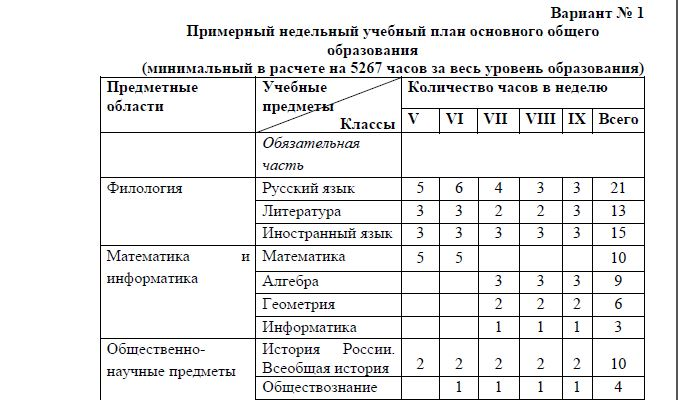 Вариант № 1
Примерный недельный учебный план основного общего
образования
(минимальный в расчете на 5267 часов за весь уровень образования)
Предметные области Учебные предметы Классы Количество часов в неделю
V VI VII VIII IX Всего
Обязательная
часть
Филология Русский язык 5 6 4 3 3 21
Литература 3 3 2 2 3 13
Иностранный язык 3 3 3 3 3 15
Математика и информатика Математика 5 5 10
Алгебра 3 3 3 9
Геометрия 2 2 2 6
Информатика 1 1 1 3
Общественно-научные предметы История России. Всеобщая история 2 2 2 2 2 10
Обществознание 1 1 1 1 4